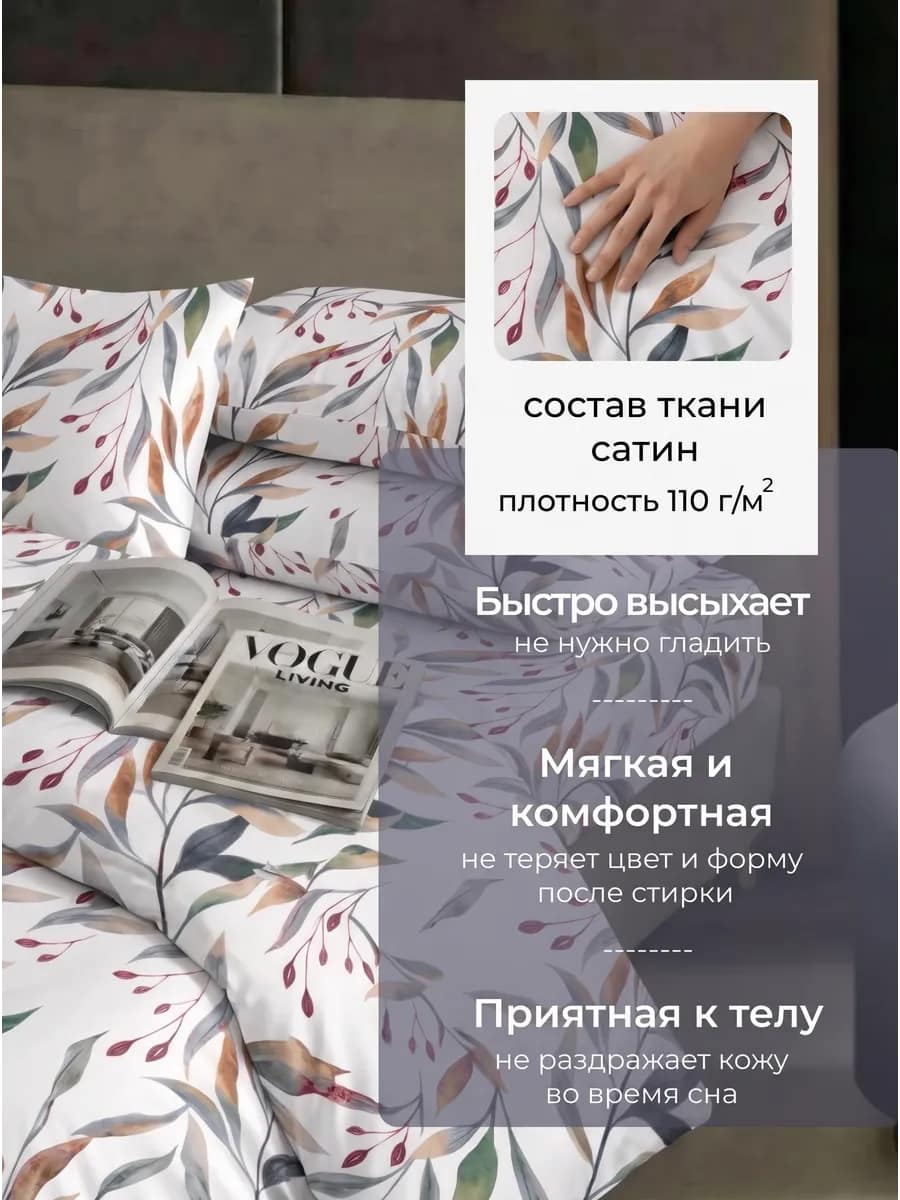 состав ткани
сатин
плотность 110 г/м²
Быстро высыхает
не нужно гладить
---------
Мягкая и
комфортная
не теряет цвет и форму
после стирки
--------
Приятная к телу
не раздражает кожу
во время сна
VOGUE
LIVING